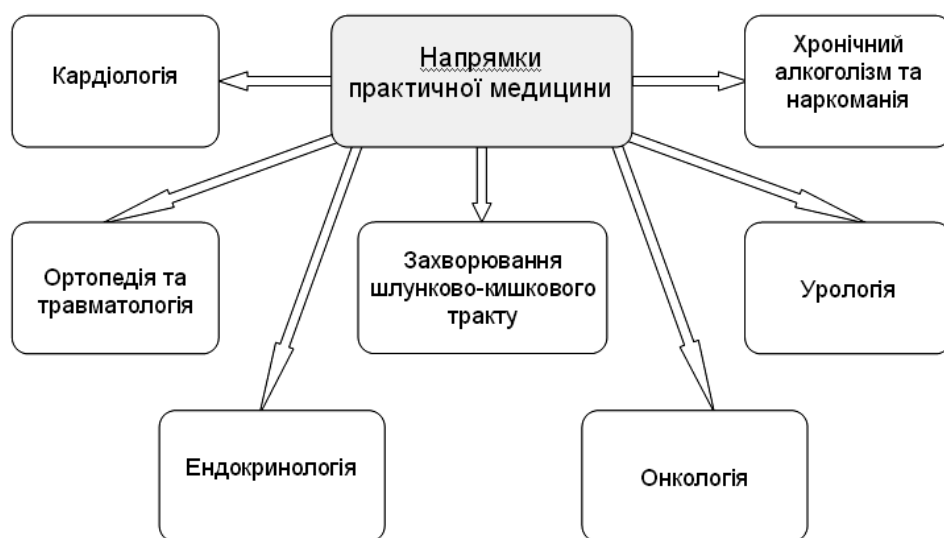 Напрямки
практичної медицини
Кардіологія
Хронічний
алкоголізм та
наркоманія
Ортопедія та
травматологія
Захворювання
шлунково-кишкового
тракту
Урологія
Ендокринологія
Онкологія